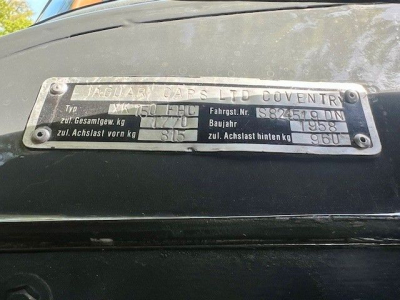 JAGUAR CARS LTD COVENTRY
Typ XK 150 FHC Fahrgst. Nr. S824519 DN
zul. Gesamtgew. kg 1770 Baujahr 1958
zul. Achslast vorn kg 815 zul. Achslast hinten kg 960